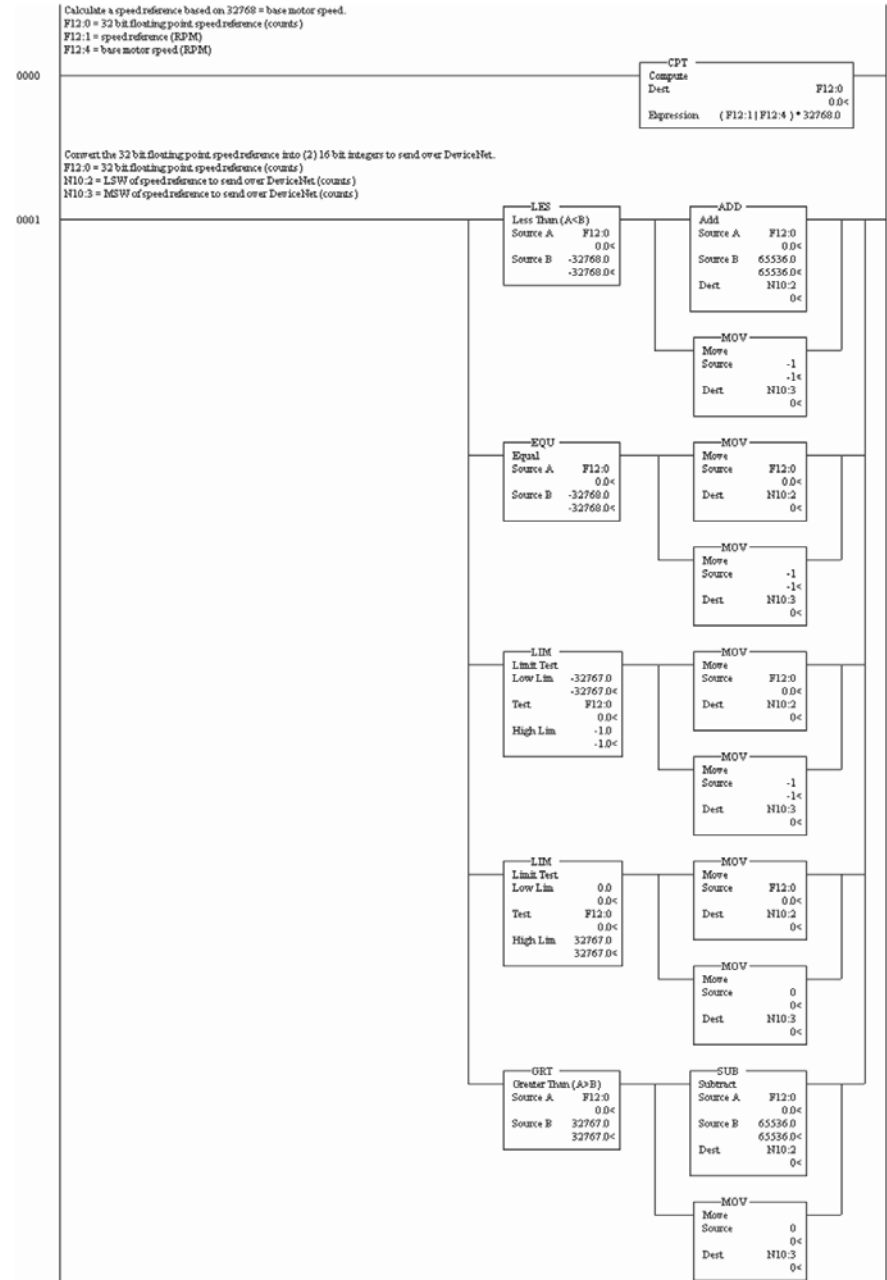 Calculate a speed reference based on 32768 = base motor speed.
F12:0 = 32 bit floating point speed reference (counts)
F12:1 = speed reference (RPM)
F12:4 = base motor speed (RPM)
0000
CPT
Compute
Dest F12:0
0.0<
Expression ( F12:1 | F12:4 ) * 32768.0
Convert the 32 bit floating point speed reference into (2) 16 bit integers to send over DeviceNet.
F12:0 = 32 bit floating point speed reference (counts)
N10:2 = LSW of speed reference to send over DeviceNet (counts)
N10:3 = MSW of speed reference to send over DeviceNet (counts)
0001
LES
Less Than (A<B)
Source A F12:0
0.0<
Source B -32768.0
-32768.0<
ADD
Add
Source A F12:0
0.0<
Source B 65536.0
65536.0<
Dest N10:2
0<
MOV
Move
Source -1
-1<
Dest N10:3
0<
EQU
Equal
Source A F12:0
0.0<
Source B -32768.0
-32768.0<
MOV
Move
Source F12:0
0.0<
Dest N10:2
0<
MOV
Move
Source -1
-1<
Dest N10:3
0<
LIM
Limit Test
Low Lim -32767.0
-32767.0<
Test F12:0
0.0<
High Lim -1.0
-1.0<
MOV
Move
Source F12:0
0.0<
Dest N10:2
0<
MOV
Move
Source -1
-1<
Dest N10:3
0<
LIM
Limit Test
Low Lim 0.0
0.0<
Test F12:0
0.0<
High Lim 32767.0
32767.0<
MOV
Move
Source F12:0
0.0<
Dest N10:2
0<
MOV
Move
Source 0
0<
Dest N10:3
0<
GRT
Greater Than (A>B)
Source A F12:0
0.0<
Source B 32767.0
32767.0<
SUB
Subtract
Source A F12:0
0.0<
Source B 65536.0
65536.0<
Dest N10:2
0<
MOV
Move
Source 0
0<
Dest N10:3
0<